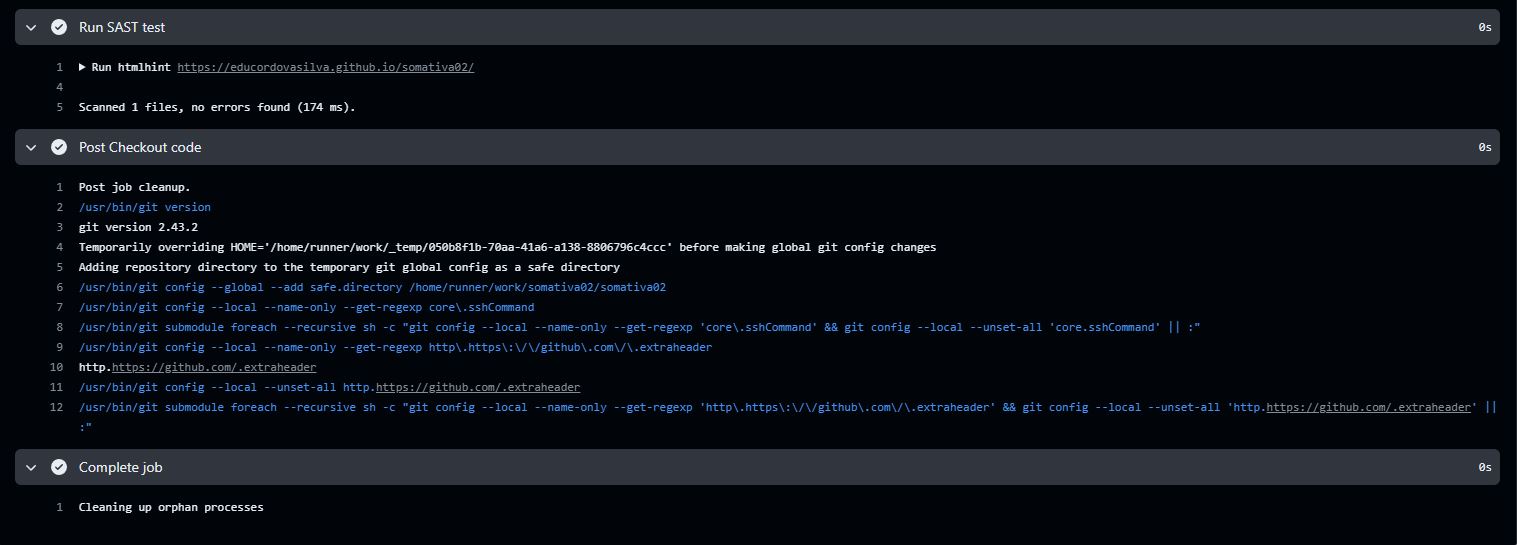 Run SAST test 0s
1 ▶ Run htmlhint https://educordovasilva.github.io/somativa02/
4
5 Scanned 1 files, no errors found (174 ms).
Post Checkout code 0s
1 Post job cleanup.
2 /usr/bin/git version
3 git version 2.43.2
4 Temporarily overriding HOME='/home/runner/work/_temp/050b8f1b-70aa-41a6-a138-8806796c4ccc' before making global git config changes
5 Adding repository directory to the temporary git global config as a safe directory
6 /usr/bin/git config --global --add safe.directory /home/runner/work/somativa02/somativa02
7 /usr/bin/git config --local --name-only --get-regexp core\.sshCommand
8 /usr/bin/git submodule foreach --recursive sh -c "git config --local --name-only --get-regexp 'core\.sshCommand' && git config --local --unset-all 'core.sshCommand' || :"
9 /usr/bin/git config --local --name-only --get-regexp http\.https\:\/\/github\.com\/\.extraheader
10 http.https://github.com/.extraheader
11 /usr/bin/git config --local --unset-all http.https://github.com/.extraheader
12 /usr/bin/git submodule foreach --recursive sh -c "git config --local --name-only --get-regexp 'http\.https\:\/\/github\.com\/\.extraheader' && git config --local --unset-all 'http.https://github.com/.extraheader' ||
:"
Complete job 0s
1 Cleaning up orphan processes